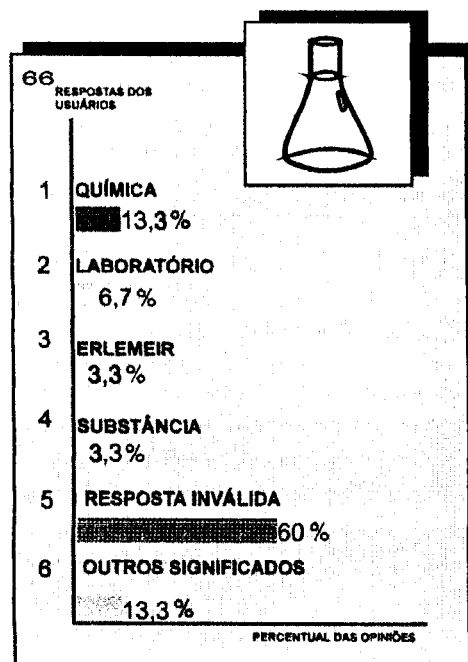 66
RESPOSTAS DOS
USUÁRIOS
1 QUÍMICA
13,3%
2 LABORATÓRIO
6,7%
3 ERLEMEIR
3,3%
4 SUBSTÂNCIA
3,3%
5 RESPOSTA INVÁLIDA
60%
6 OUTROS SIGNIFICADOS
13,3%
PERCENTUAL DAS OPINIÕES